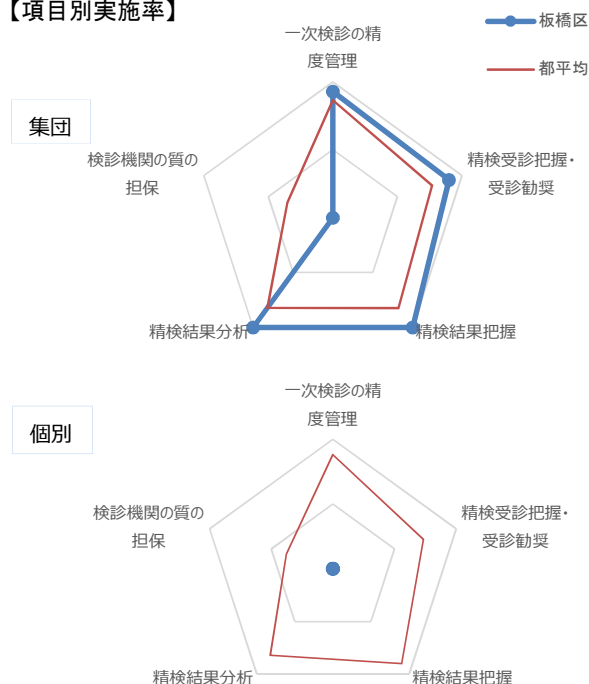 【項目別実施率】
板橋区
都平均
集団
一次検診の精
度管理
精検受診把握・
受診勧奨
精検結果把握
精検結果分析
検診機関の質の
担保
個別
一次検診の精
度管理
精検受診把握・
受診勧奨
精検結果把握
精検結果分析
検診機関の質の
担保